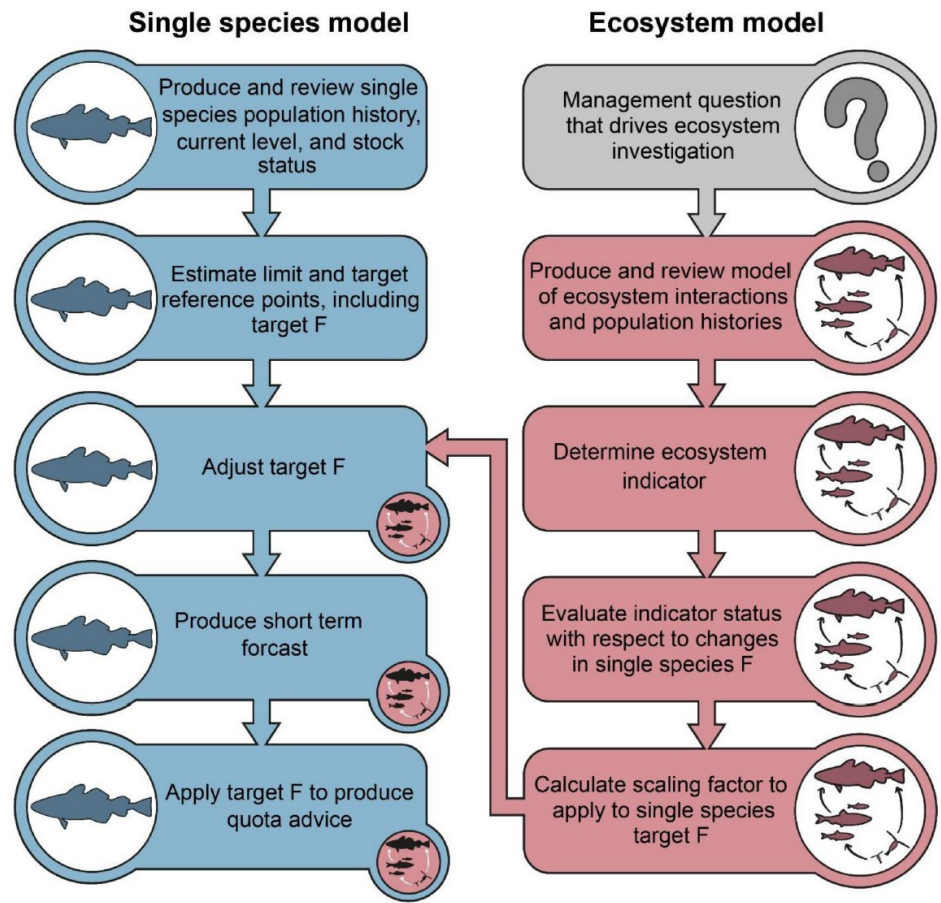 Single species model
Produce and review single
species population history,
current level, and stock
status
Estimate limit and target
reference points, including
target F
Adjust target F
Produce short term
forcast
Apply target F to produce
quota advice
Ecosystem model
Management question
that drives ecosystem
investigation
Produce and review model
of ecosystem interactions
and population histories
Determine ecosystem
indicator
Evaluate indicator status
with respect to changes
in single species F
Calculate scaling factor to
apply to single species
target F